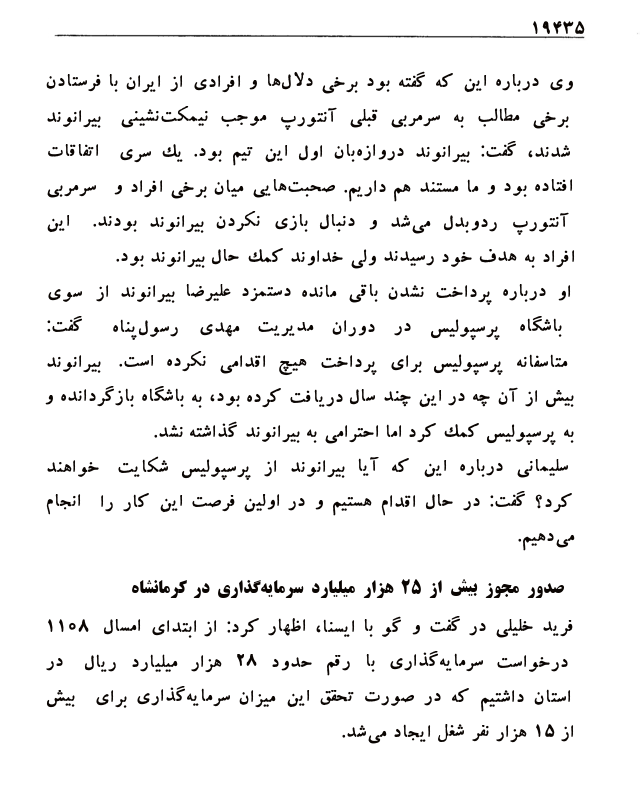 ۱۹۴۳۵
وی درباره این که گفته بود برخی دلال‌ها و افرادی از ایران با فرستادن
برخی مطالب به سرمربی قبلی آنتورپ موجب نیمکت‌نشینی بیرانوند
شدند، گفت: بیرانوند دروازه‌بان اول این تیم بود. یك سری اتفاقات
افتاده بود و ما مستند هم داریم. صحبت‌هایی میان برخی افراد و سرمربی
آنتورپ ردوبدل می‌شد و دنبال بازی نکردن بیرانوند بودند. این
افراد به هدف خود رسیدند ولی خداوند کمك حال بیرانوند بود.
او درباره پرداخت نشدن باقی مانده دستمزد علیرضا بیرانوند از سوی
باشگاه پرسپولیس در دوران مدیریت مهدی رسول‌پناه گفت:
متاسفانه پرسپولیس برای پرداخت هیچ اقدامی نکرده است. بیرانوند
بیش از آن چه در این چند سال دریافت کرده بود، به باشگاه بازگردانده و
به پرسپولیس کمك کرد اما احترامی به بیرانوند گذاشته نشد.
سلیمانی درباره این که آیا بیرانوند از پرسپولیس شکایت خواهند
کرد؟ گفت: در حال اقدام هستیم و در اولین فرصت این کار را انجام
می‌دهیم.
صدور مجوز بیش از ۲۵ هزار میلیارد سرمایه‌گذاری در کرمانشاه
فرید خلیلی در گفت و گو با ایسنا، اظهار کرد: از ابتدای امسال ۱۱۰۸
درخواست سرمایه‌گذاری با رقم حدود ۲۸ هزار میلیارد ریال در
استان داشتیم که در صورت تحقق این میزان سرمایه‌گذاری برای بیش
از ۱۵ هزار نفر شغل ایجاد می‌شد.